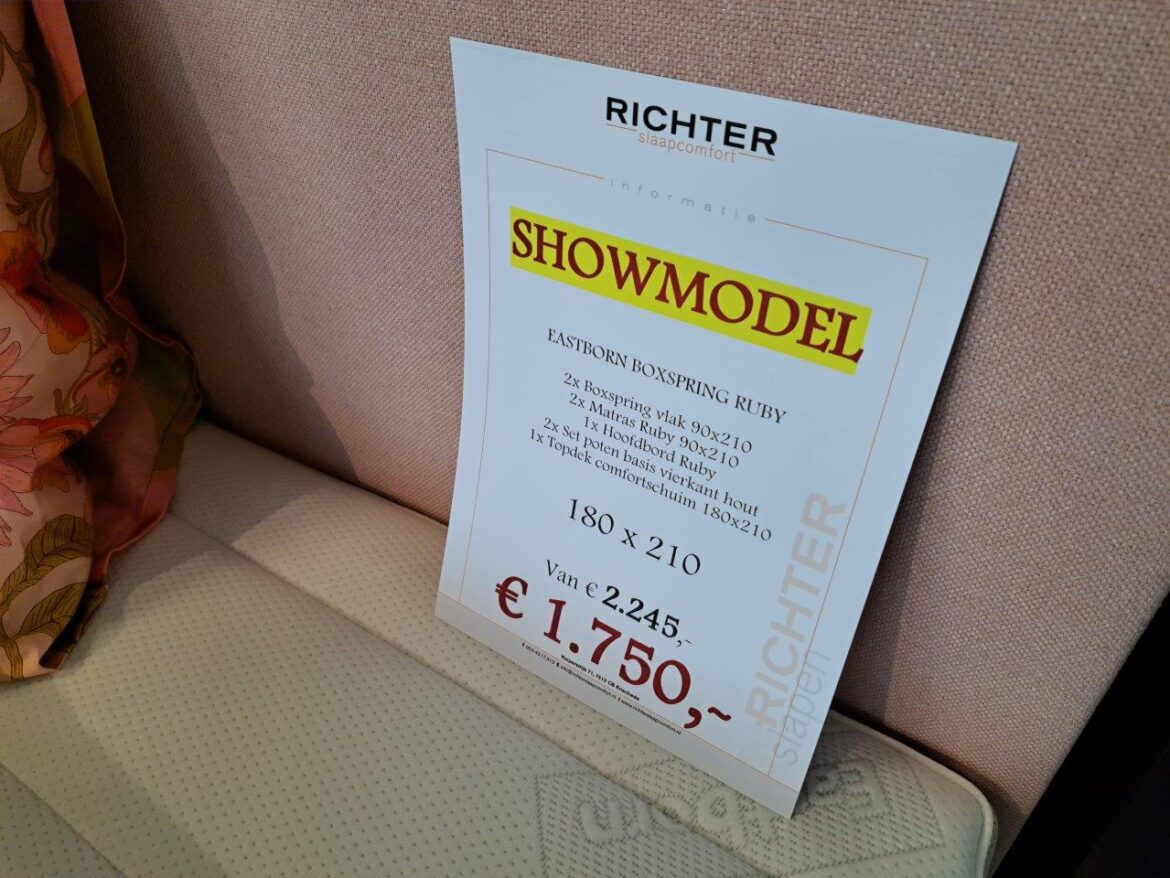 RICHTER
slaapcomfort
informatie
SHOWMODEL
EASTBORN BOXSPRING RUBY
2x Boxspring vlak 90x210
2x Matras Ruby 90x210
1x Hoofdbord Ruby
2x Set poten basis vierkant hout
1x Topdek comfortschuim 180x210
180 x 210
Van € 2.245,-
€ 1.750,~
RICHTER
slapen